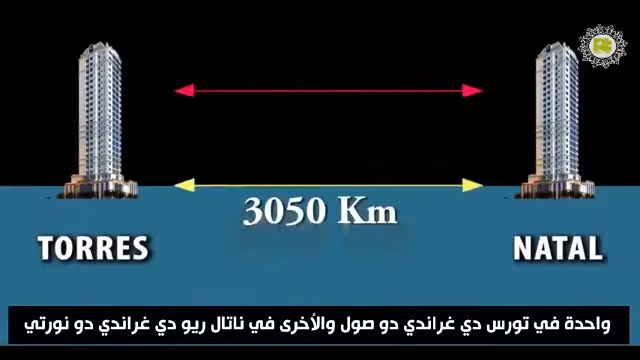 3050 Km
TORRES
NATAL
واحدة في تورس دي غراندي دو صول والأخرى في ناتال ريو دي غراندي دو نورتي